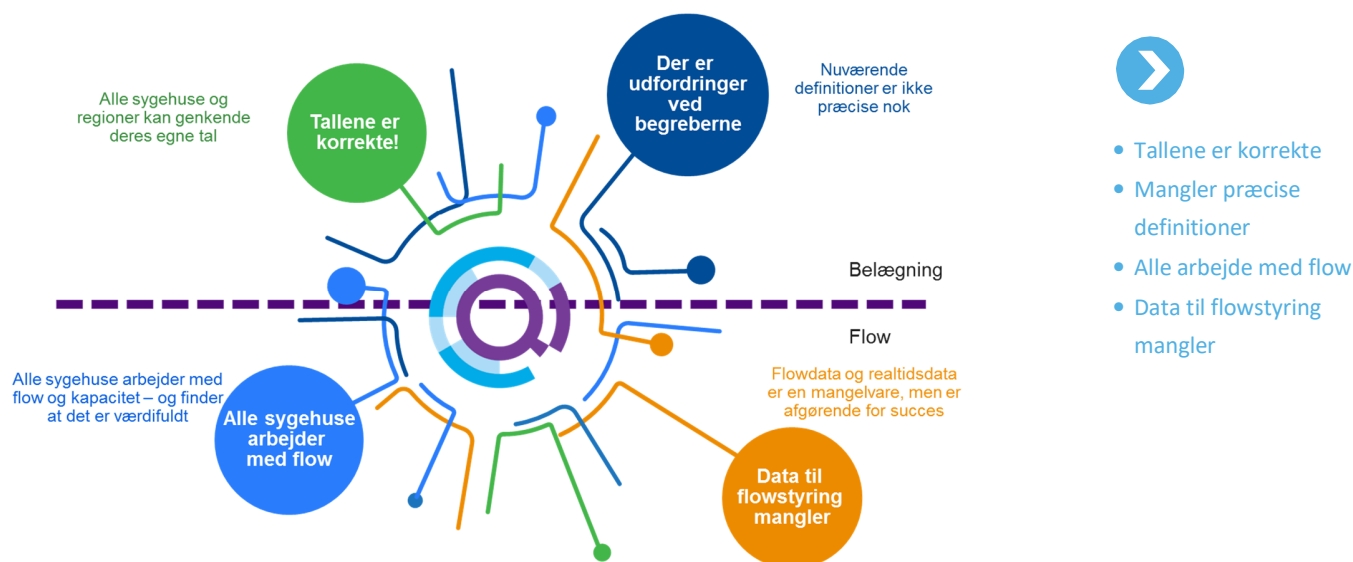 Alle sygehuse og
regioner kan genkende
deres egne tal
Tallene er
korrekte!
Der er
udfordringer
ved
begreberne
Nuværende
definitioner er ikke
præcise nok
Belægning
Flow
Alle sygehuse arbejder med
flow og kapacitet – og finder
at det er værdifuldt
Alle sygehuse
arbejder
med flow
Flowdata og realtidsdata
er en mangelvare, men er
afgørende for succes
Data til
flowstyring
mangler
• Tallene er korrekte
• Mangler præcise
definitioner
• Alle arbejde med flow
• Data til flowstyring
mangler